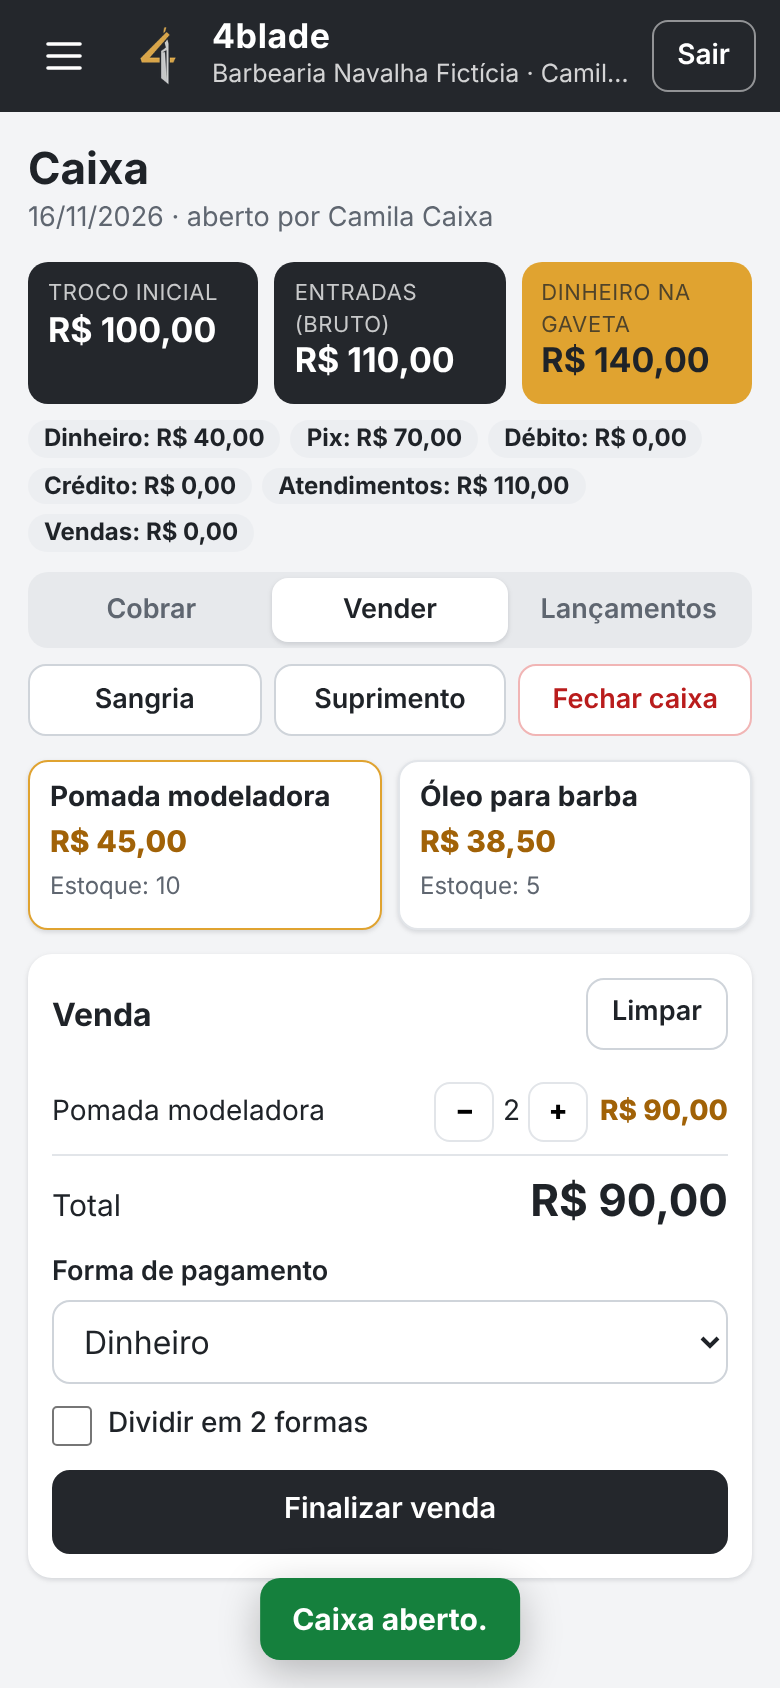 4blade
Barbearia Navalha Fictícia · Camil...
Sair
Caixa
16/11/2026 · aberto por Camila Caixa
TROCO INICIAL
R$ 100,00
ENTRADAS
(BRUTO)
R$ 110,00
DINHEIRO NA
GAVETA
R$ 140,00
Dinheiro: R$ 40,00
Pix: R$ 70,00
Débito: R$ 0,00
Crédito: R$ 0,00
Atendimentos: R$ 110,00
Vendas: R$ 0,00
Cobrar
Vender
Lançamentos
Sangria
Suprimento
Fechar caixa
Pomada modeladora
R$ 45,00
Estoque: 10
Óleo para barba
R$ 38,50
Estoque: 5
Venda
Limpar
Pomada modeladora
− 2 + R$ 90,00
Total
R$ 90,00
Forma de pagamento
Dinheiro
Dividir em 2 formas
Finalizar venda
Caixa aberto.